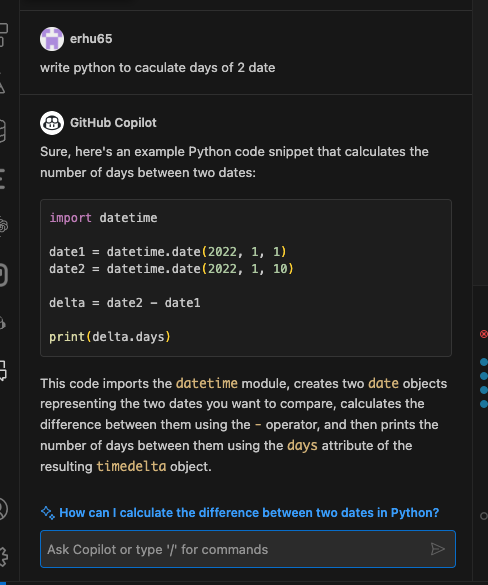 erhu65
write python to caculate days of 2 date
GitHub Copilot
Sure, here's an example Python code snippet that calculates the
number of days between two dates:
import datetime
date1 = datetime.date(2022, 1, 1)
date2 = datetime.date(2022, 1, 10)
delta = date2 - date1
print(delta.days)
This code imports the datetime module, creates two date objects
representing the two dates you want to compare, calculates the
difference between them using the - operator, and then prints the
number of days between them using the days attribute of the
resulting timedelta object.
How can I calculate the difference between two dates in Python?
Ask Copilot or type '/' for commands